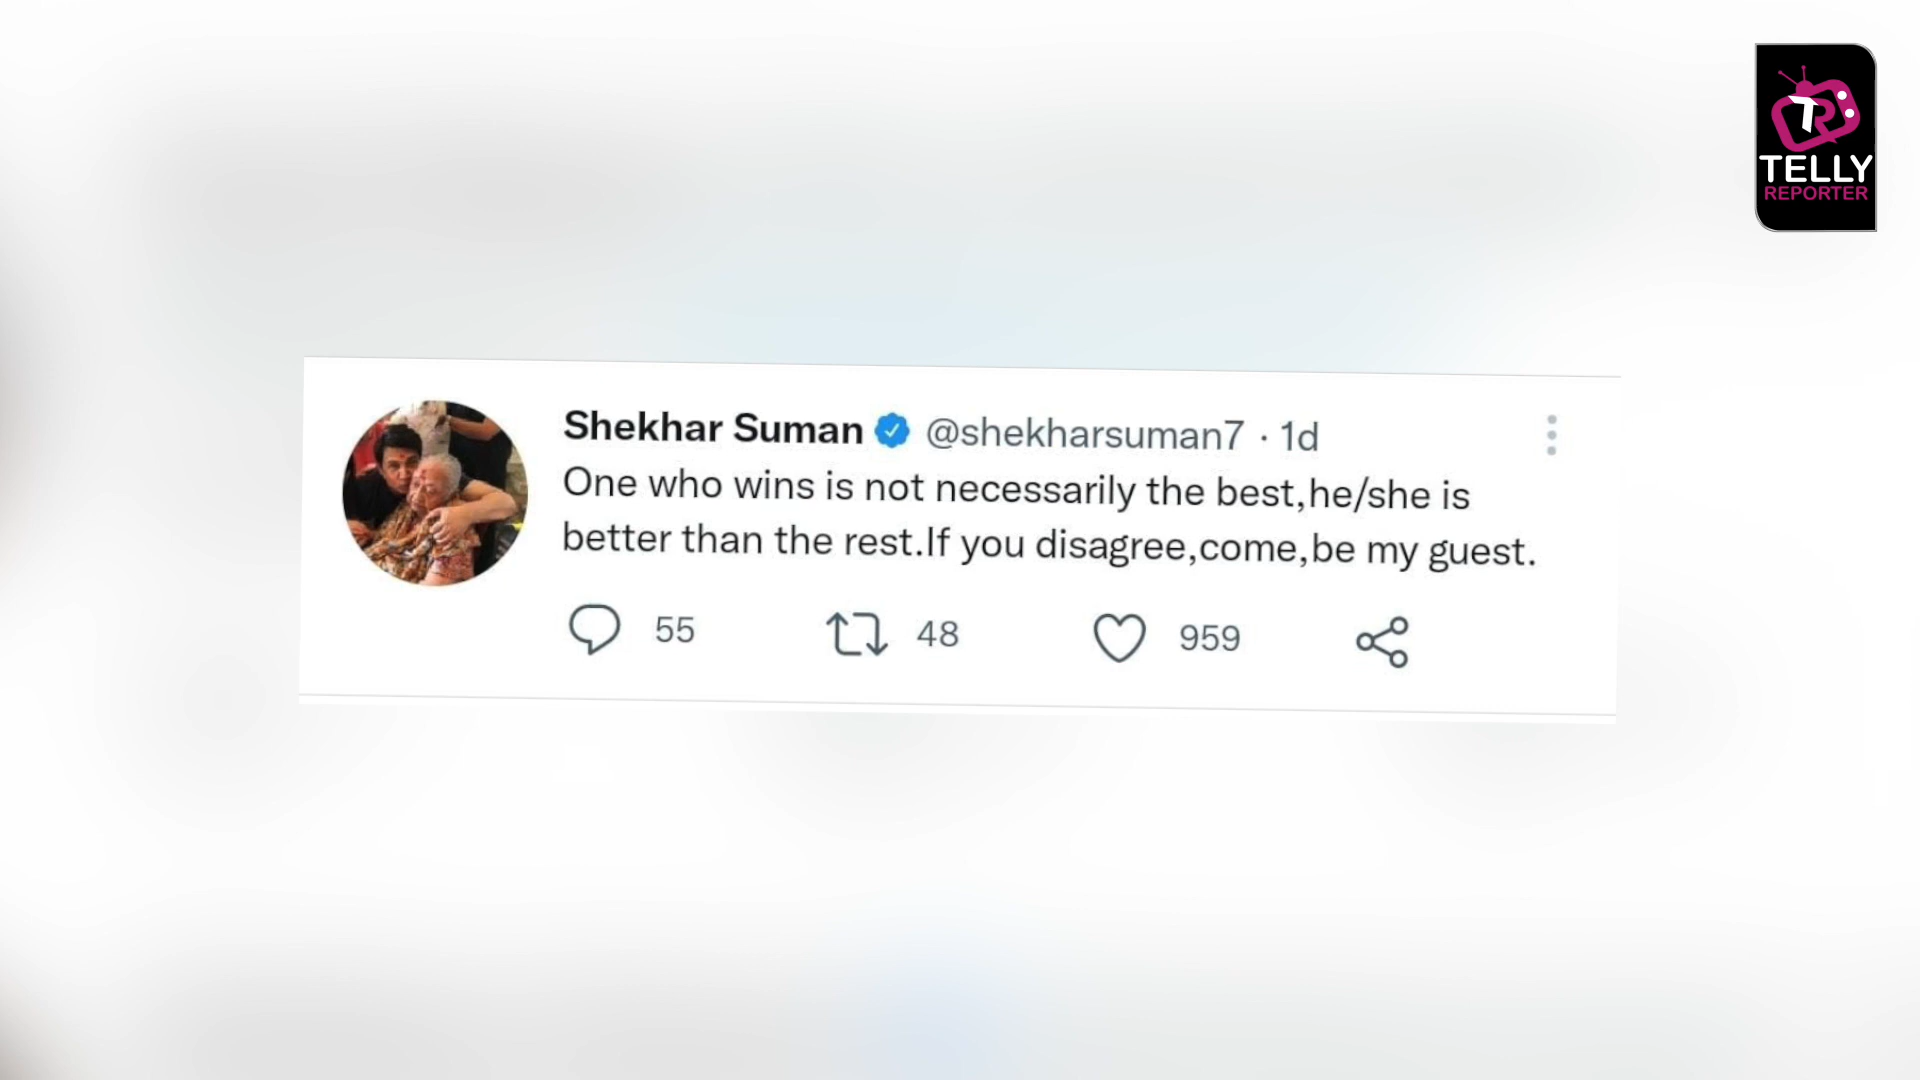 TR
TELLY
REPORTER
Shekhar Suman @shekharsuman7 · 1d
One who wins is not necessarily the best,he/she is
better than the rest.If you disagree,come,be my guest.
55 48 959